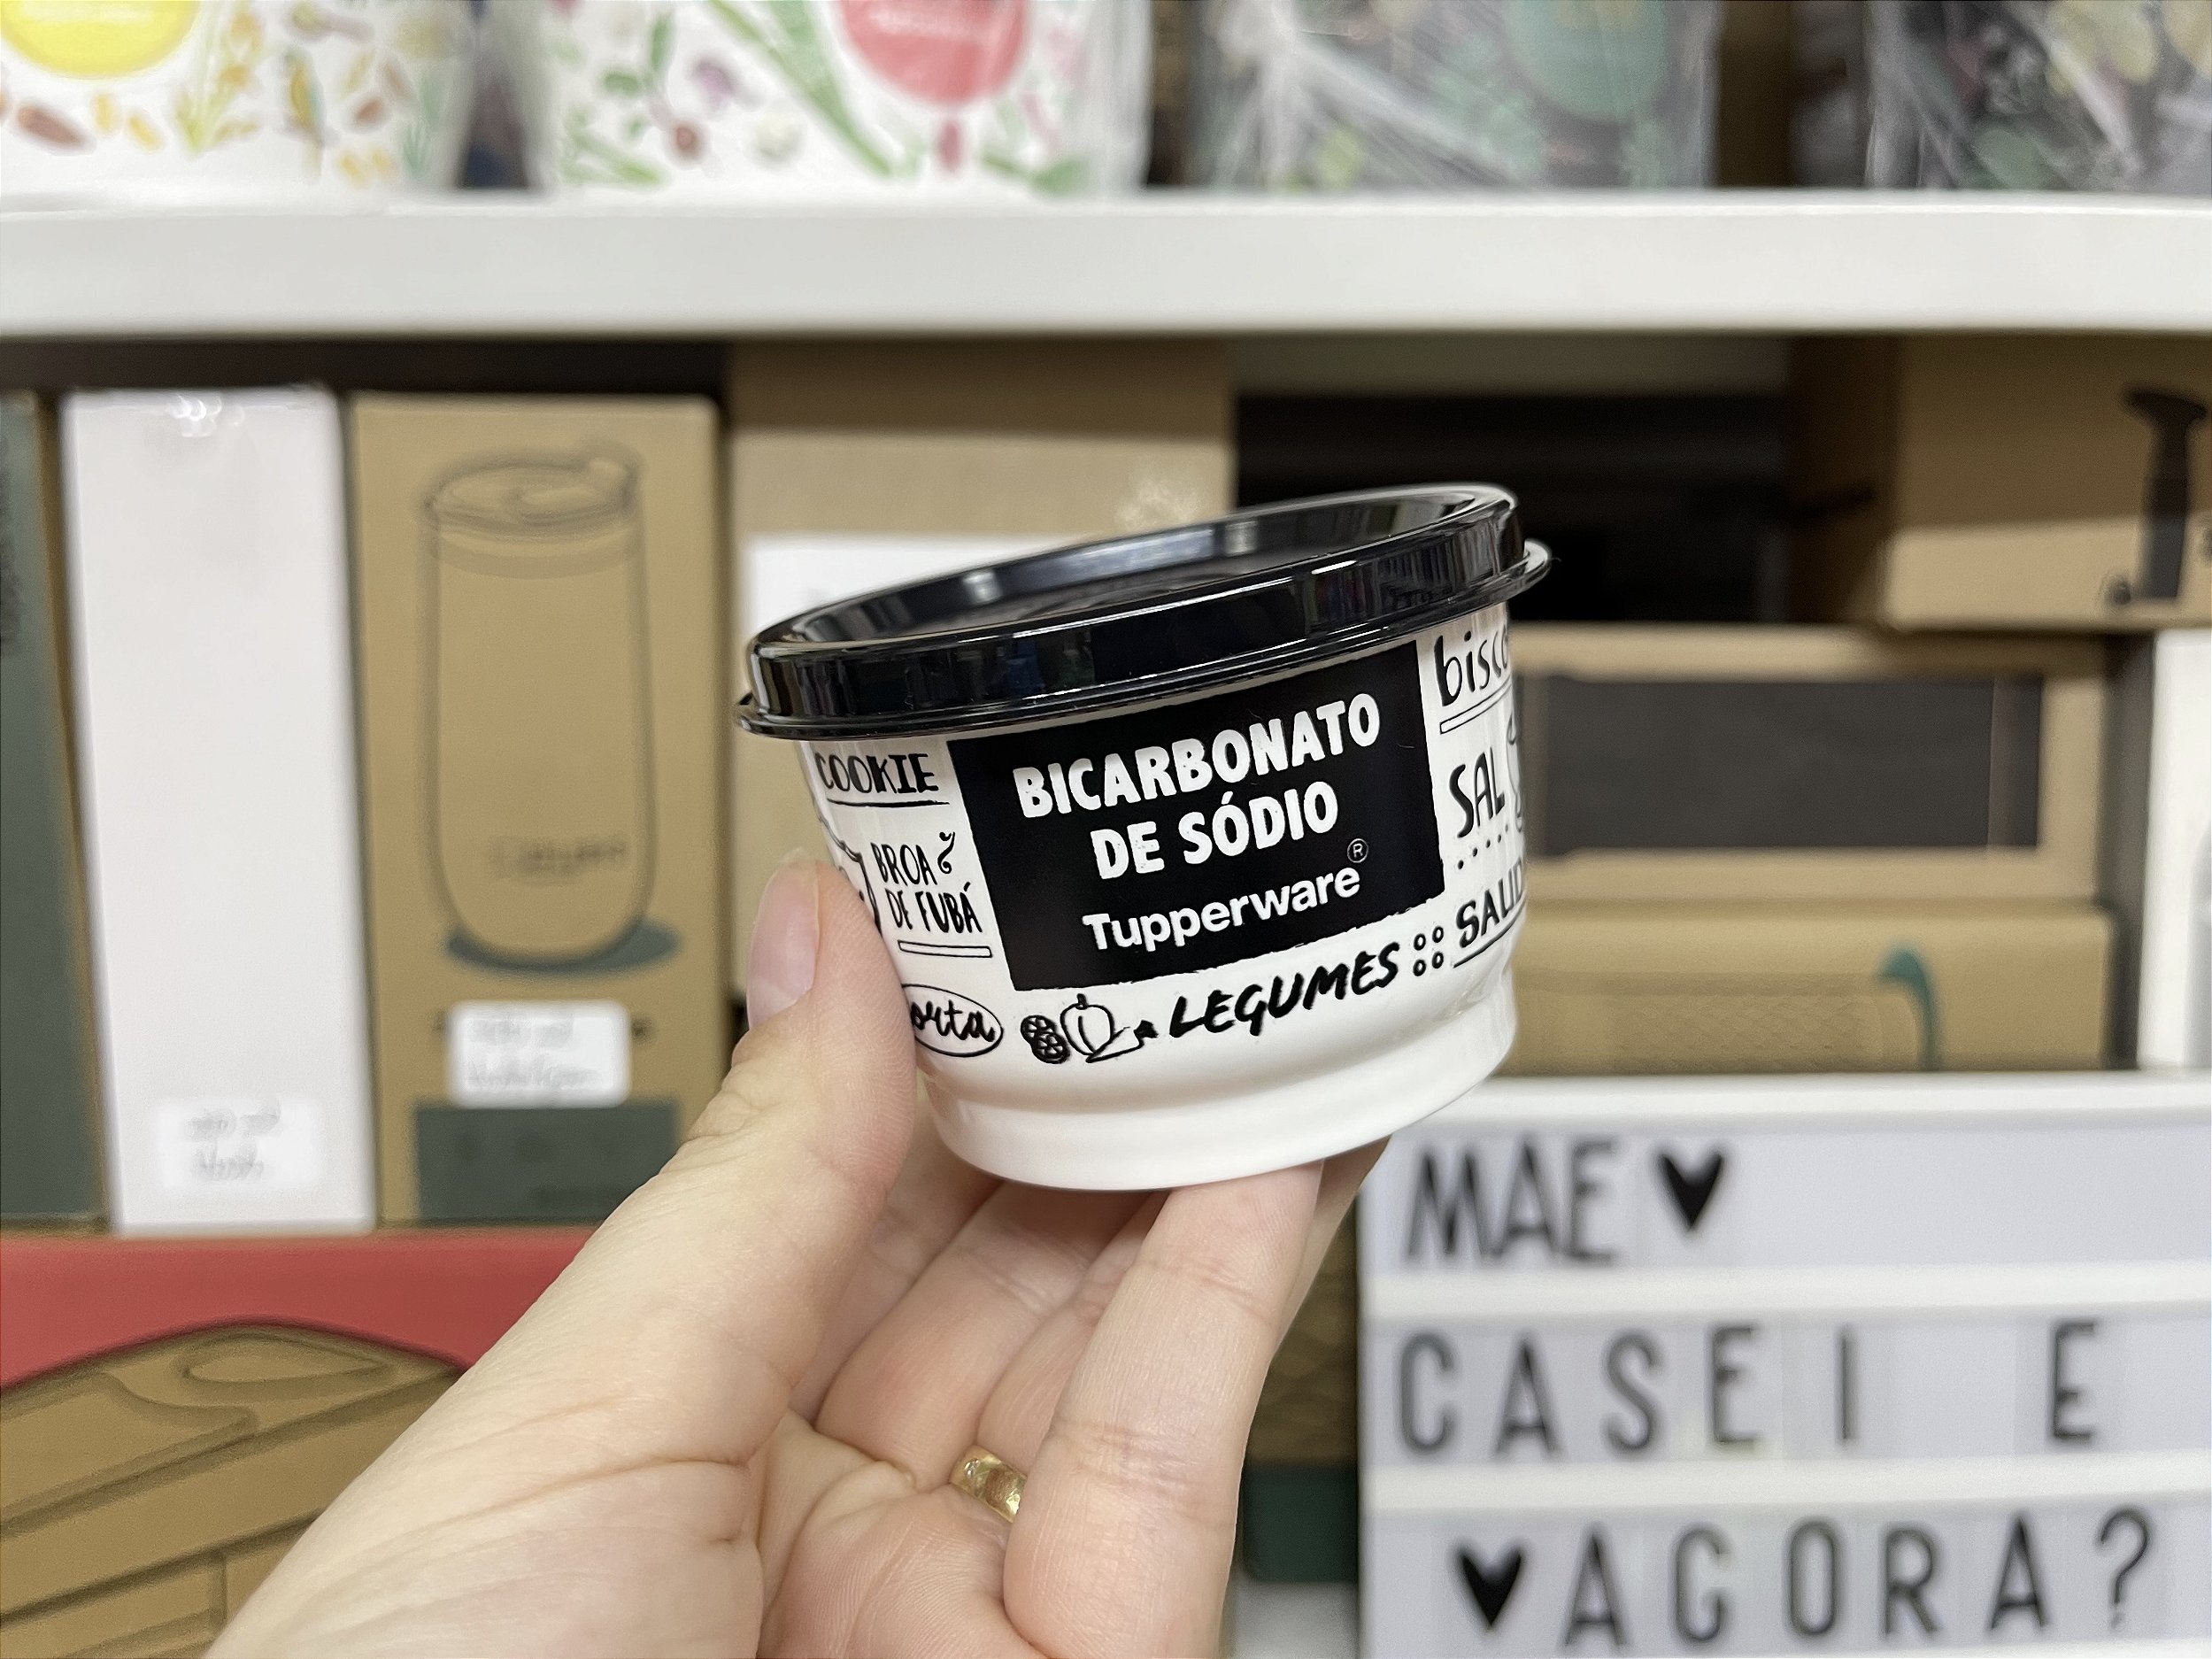 COOKIE
BROA
DE FUBÁ
BICARBONATO
DE SÓDIO
Tupperware®
SAL
LEGUMES
MAE ♥
CASEI E
♥ AGORA?